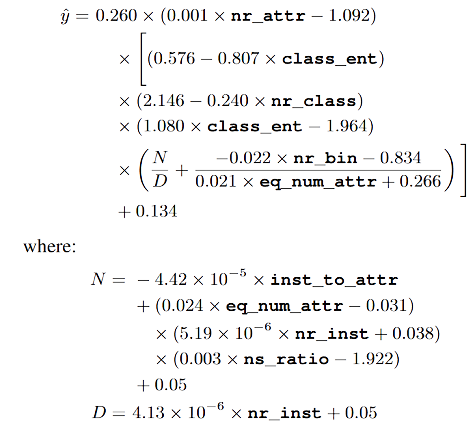 ŷ = 0.260 × (0.001 × nr_attr − 1.092)
× [(0.576 − 0.807 × class_ent)
× (2.146 − 0.240 × nr_class)
× (1.080 × class_ent − 1.964)
× (N/D + (−0.022 × nr_bin − 0.834)/(0.021 × eq_num_attr + 0.266))]
+ 0.134
where:
N = − 4.42 × 10⁻⁵ × inst_to_attr
+ (0.024 × eq_num_attr − 0.031)
× (5.19 × 10⁻⁶ × nr_inst + 0.038)
× (0.003 × ns_ratio − 1.922)
+ 0.05
D = 4.13 × 10⁻⁶ × nr_inst + 0.05